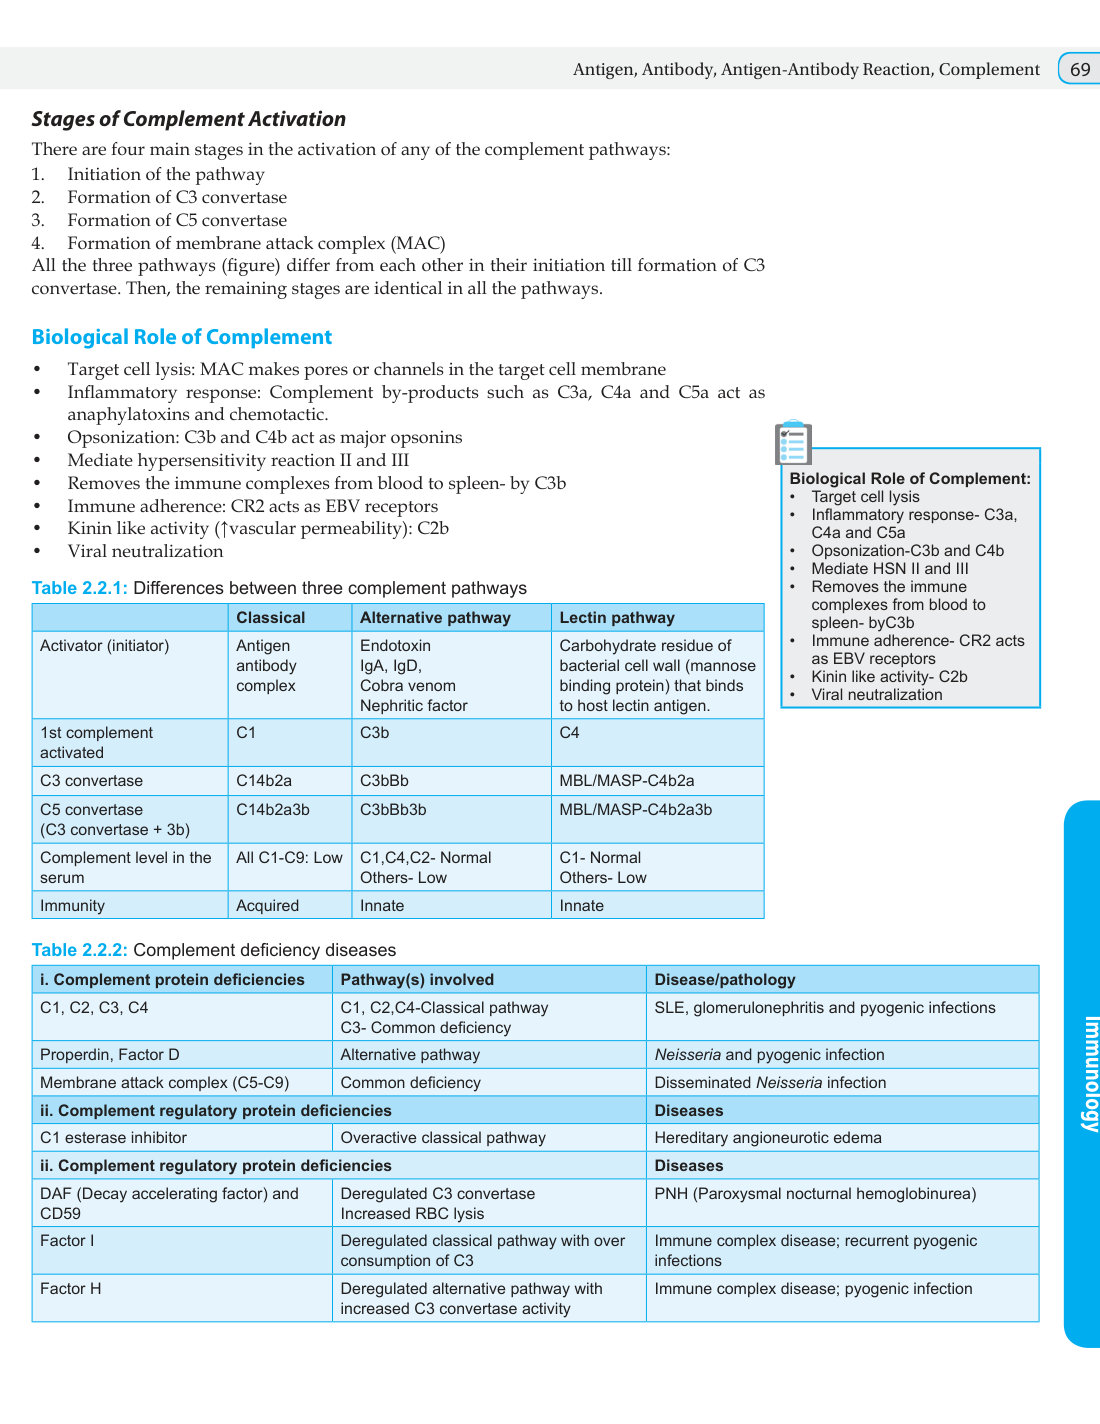 Antigen, Antibody, Antigen-Antibody Reaction, Complement 69
Stages of Complement Activation
There are four main stages in the activation of any of the complement pathways:
1. Initiation of the pathway
2. Formation of C3 convertase
3. Formation of C5 convertase
4. Formation of membrane attack complex (MAC)
All the three pathways (figure) differ from each other in their initiation till formation of C3
convertase. Then, the remaining stages are identical in all the pathways.
Biological Role of Complement
• Target cell lysis: MAC makes pores or channels in the target cell membrane
• Inflammatory response: Complement by-products such as C3a, C4a and C5a act as
anaphylatoxins and chemotactic.
• Opsonization: C3b and C4b act as major opsonins
• Mediate hypersensitivity reaction II and III
• Removes the immune complexes from blood to spleen- by C3b
• Immune adherence: CR2 acts as EBV receptors
• Kinin like activity (↑vascular permeability): C2b
• Viral neutralization
Biological Role of Complement:
• Target cell lysis
• Inflammatory response- C3a,
C4a and C5a
• Opsonization-C3b and C4b
• Mediate HSN II and III
• Removes the immune
complexes from blood to
spleen- byC3b
• Immune adherence- CR2 acts
as EBV receptors
• Kinin like activity- C2b
• Viral neutralization
Table 2.2.1: Differences between three complement pathways
Classical Alternative pathway Lectin pathway
Activator (initiator) Antigen Endotoxin Carbohydrate residue of
antibody IgA, IgD, bacterial cell wall (mannose
complex Cobra venom binding protein) that binds
Nephritic factor to host lectin antigen.
1st complement C1 C3b C4
activated
C3 convertase C14b2a C3bBb MBL/MASP-C4b2a
C5 convertase C14b2a3b C3bBb3b MBL/MASP-C4b2a3b
(C3 convertase + 3b)
Complement level in the All C1-C9: Low C1,C4,C2- Normal C1- Normal
serum Others- Low Others- Low
Immunity Acquired Innate Innate
Table 2.2.2: Complement deficiency diseases
i. Complement protein deficiencies Pathway(s) involved Disease/pathology
C1, C2, C3, C4 C1, C2,C4-Classical pathway SLE, glomerulonephritis and pyogenic infections
C3- Common deficiency
Properdin, Factor D Alternative pathway Neisseria and pyogenic infection
Membrane attack complex (C5-C9) Common deficiency Disseminated Neisseria infection
ii. Complement regulatory protein deficiencies Diseases
C1 esterase inhibitor Overactive classical pathway Hereditary angioneurotic edema
ii. Complement regulatory protein deficiencies Diseases
DAF (Decay accelerating factor) and Deregulated C3 convertase PNH (Paroxysmal nocturnal hemoglobinurea)
CD59 Increased RBC lysis
Factor I Deregulated classical pathway with over Immune complex disease; recurrent pyogenic
consumption of C3 infections
Factor H Deregulated alternative pathway with Immune complex disease; pyogenic infection
increased C3 convertase activity
Immunology